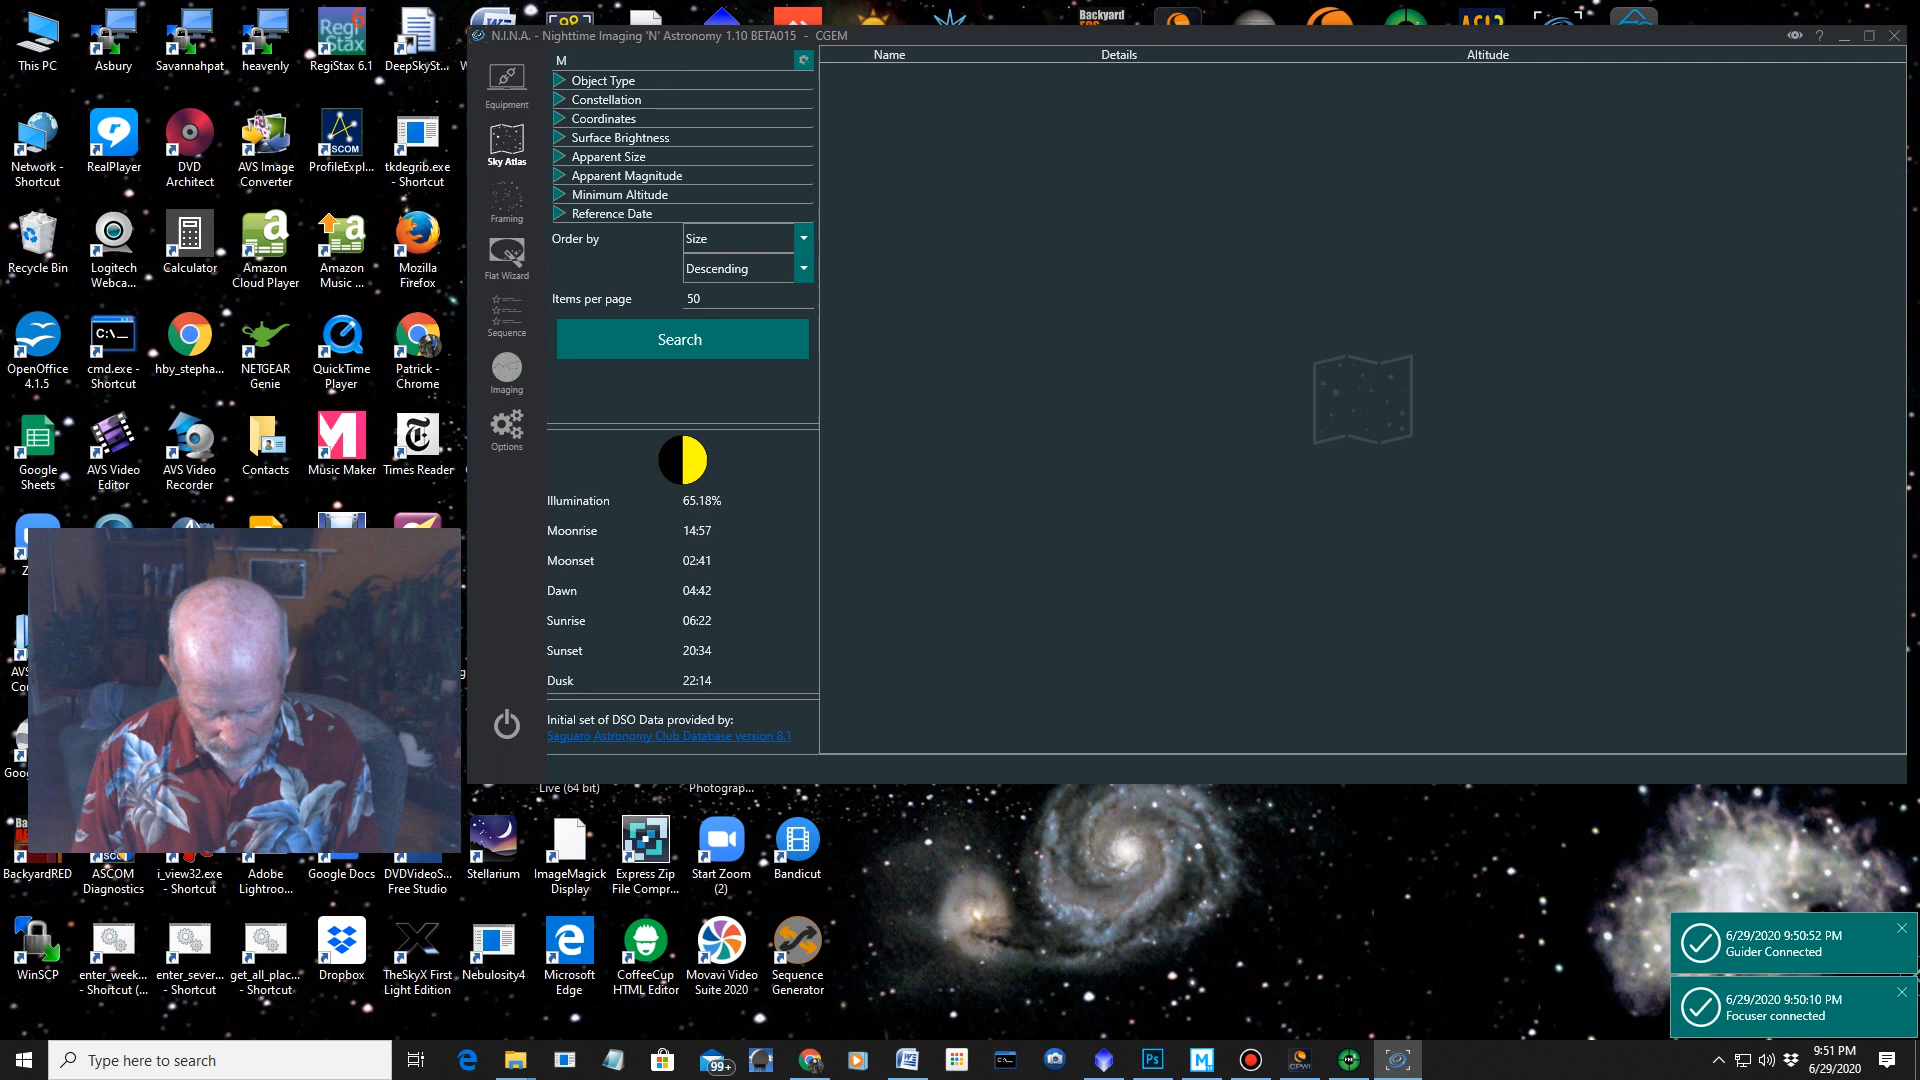 This PC
Asbury
Savannahpat
heavenly
RegiStax 6.1
DeepSkySt...
Backyard
N.I.N.A. - Nighttime Imaging 'N' Astronomy 1.10 BETA015 - CGEM
M
Name
Details
Altitude
Equipment
Sky Atlas
Framing
Flat Wizard
Sequence
Imaging
Options
Object Type
Constellation
Coordinates
Surface Brightness
Apparent Size
Apparent Magnitude
Minimum Altitude
Reference Date
Order by
Size
Descending
Items per page
50
Search
Illumination
65.18%
Moonrise
14:57
Moonset
02:41
Dawn
04:42
Sunrise
06:22
Sunset
20:34
Dusk
22:14
Initial set of DSO Data provided by:
Saguaro Astronomy Club Database version 8.1
Network -
Shortcut
RealPlayer
DVD
Architect
AVS Image
Converter
SCOM
ProfileExpl...
tkdegrib.exe
- Shortcut
Recycle Bin
Logitech
Webca...
Calculator
Amazon
Cloud Player
Amazon
Music ...
Mozilla
Firefox
OpenOffice
4.1.5
cmd.exe -
Shortcut
hby_stepha...
NETGEAR
Genie
QuickTime
Player
Patrick -
Chrome
Google
Sheets
AVS Video
Editor
AVS Video
Recorder
Contacts
Music Maker
Times Reader
Live (64 bit)
Photograp...
BackyardRED
ASCOM
Diagnostics
i_view32.exe
- Shortcut
Adobe
Lightroo...
Google Docs
DVDVideoS...
Free Studio
Stellarium
ImageMagick
Display
Express Zip
File Compr...
Start Zoom
(2)
Bandicut
WinSCP
enter_week...
- Shortcut (...
enter_sever...
- Shortcut
get_all_plac...
- Shortcut
Dropbox
TheSkyX First
Light Edition
Nebulosity4
Microsoft
Edge
CoffeeCup
HTML Editor
Movavi Video
Suite 2020
Sequence
Generator
6/29/2020 9:50:52 PM
Guider Connected
6/29/2020 9:50:10 PM
Focuser connected
Type here to search
99+
9:51 PM
6/29/2020